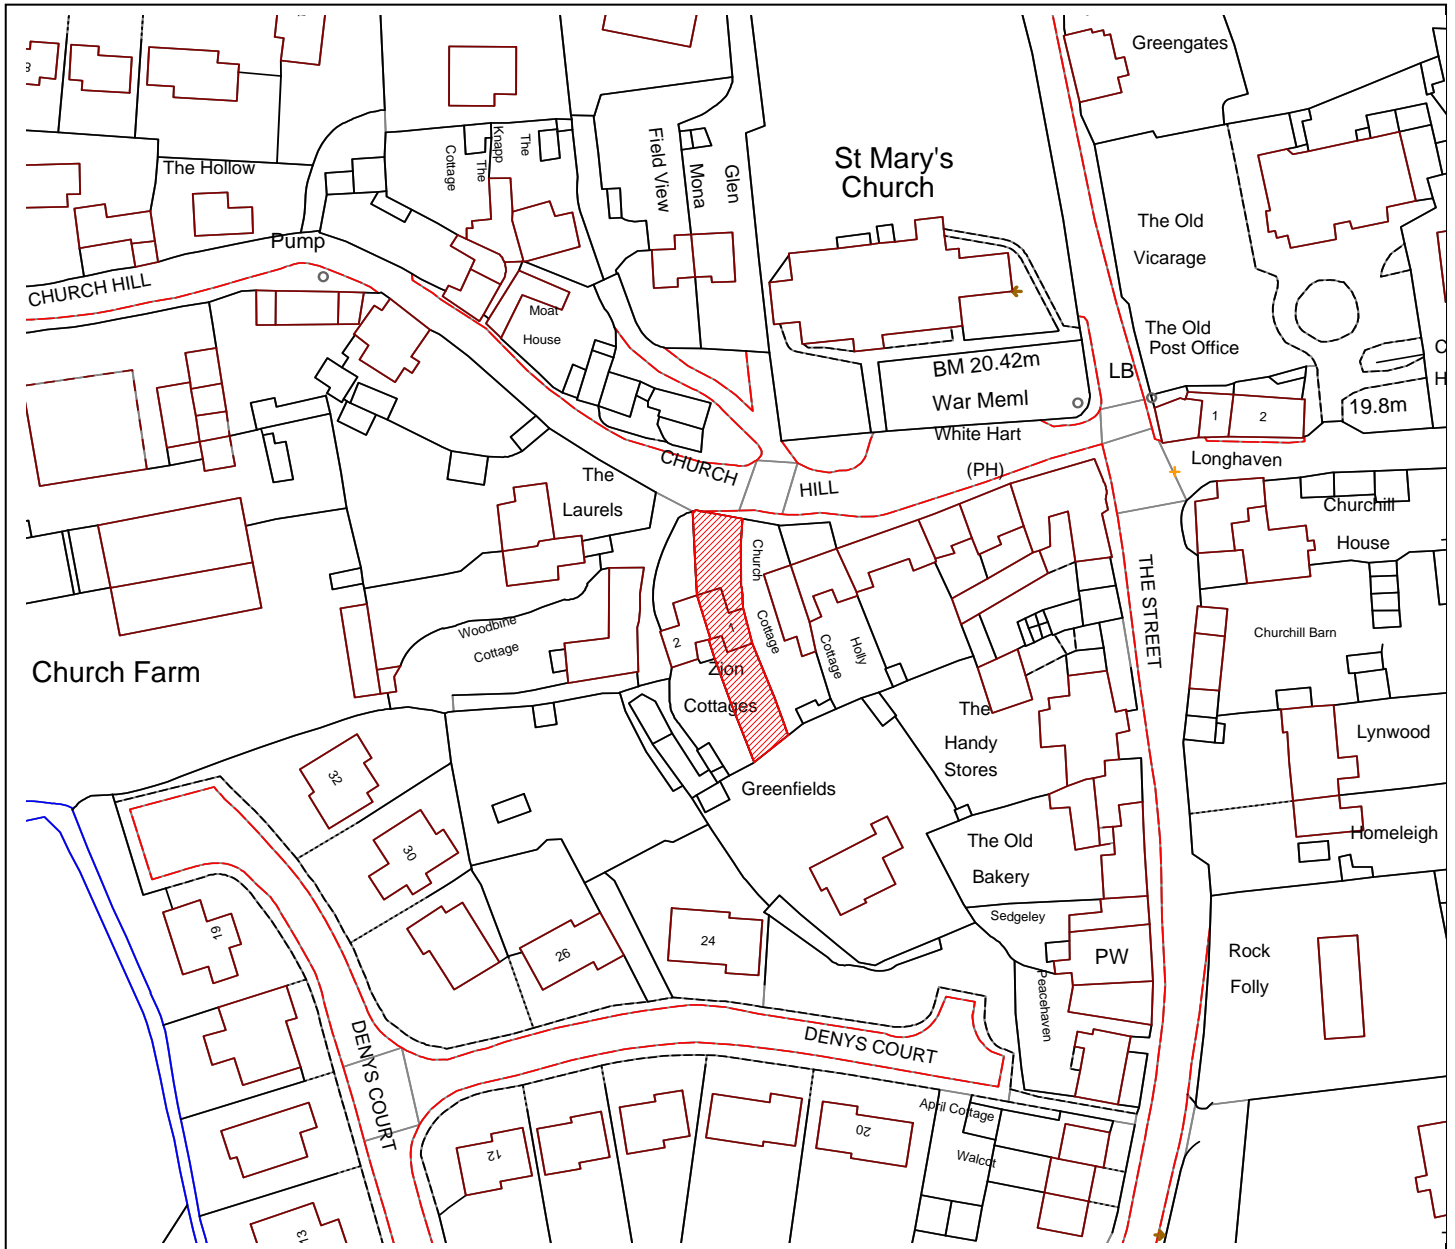 Greengates
St Mary's
Church
The Hollow
The
Knapp
The
Cottage
Field View
Mona
Glen
The Old
Vicarage
Pump
CHURCH HILL
Moat
House
The Old
Post Office
BM 20.42m
War Meml
LB
19.8m
1
2
White Hart
(PH)
CHURCH
HILL
Longhaven
The
Laurels
Churchill
House
Church
Cottage
Holly
Cottage
THE STREET
Woodbine
Cottage
1
2
Zion
Cottages
Churchill Barn
Church Farm
The
Handy
Stores
Lynwood
32
Greenfields
Homeleigh
30
The Old
Bakery
Sedgeley
19
26
24
PW
Rock
Folly
Peacehaven
DENYS COURT
DENYS COURT
April Cottage
Walcot
12
20
13